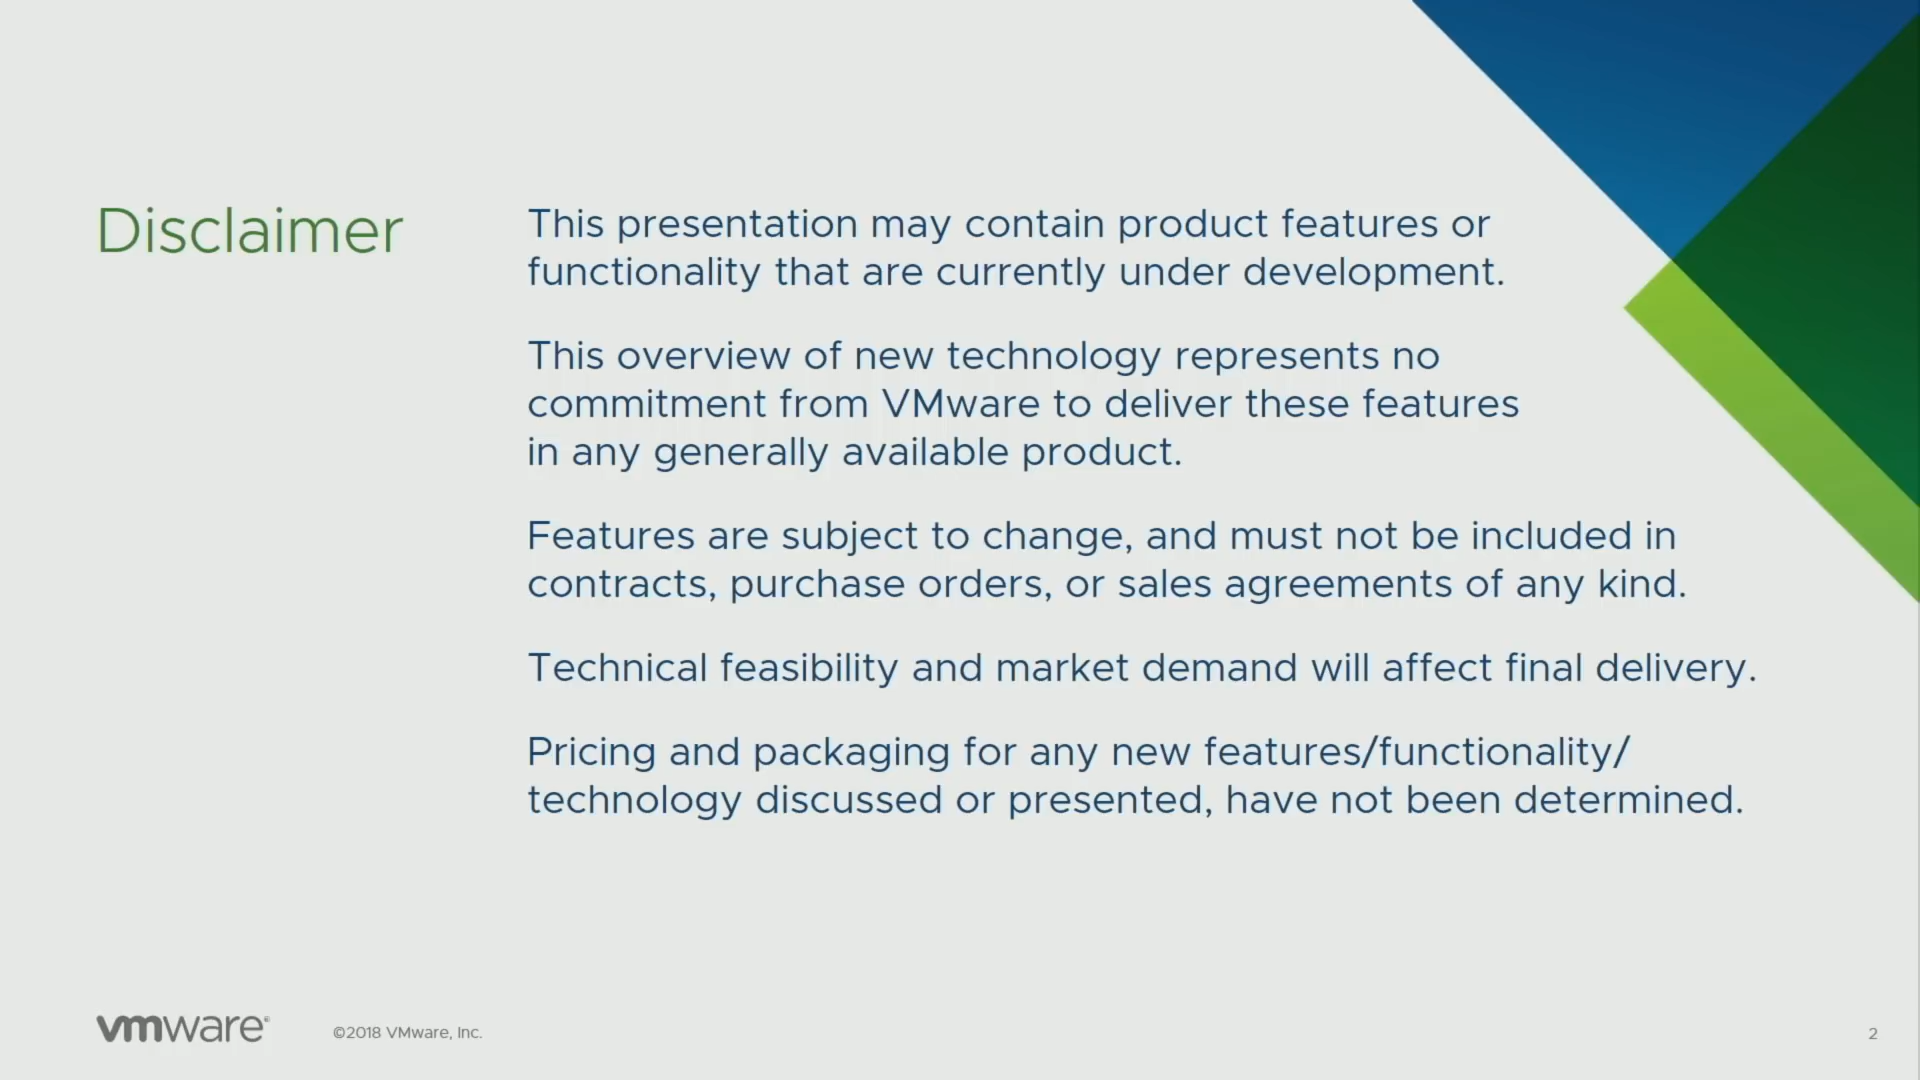 Disclaimer
This presentation may contain product features or
functionality that are currently under development.
This overview of new technology represents no
commitment from VMware to deliver these features
in any generally available product.
Features are subject to change, and must not be included in
contracts, purchase orders, or sales agreements of any kind.
Technical feasibility and market demand will affect final delivery.
Pricing and packaging for any new features/functionality/
technology discussed or presented, have not been determined.
vmware®
©2018 VMware, Inc.
2